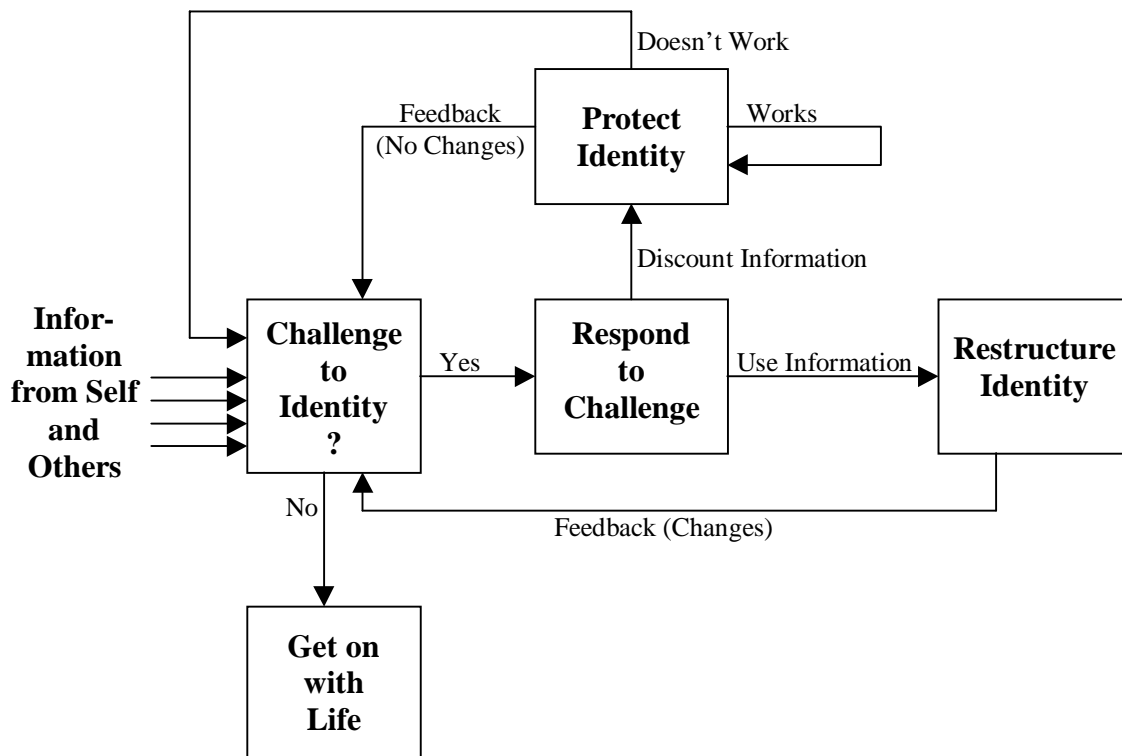 Doesn’t Work
Feedback
(No Changes)
Protect
Identity
Works
Discount Information
Infor-
mation
from Self
and
Others
Challenge
to
Identity
?
Yes
Respond
to
Challenge
Use Information
Restructure
Identity
No
Feedback (Changes)
Get on
with
Life